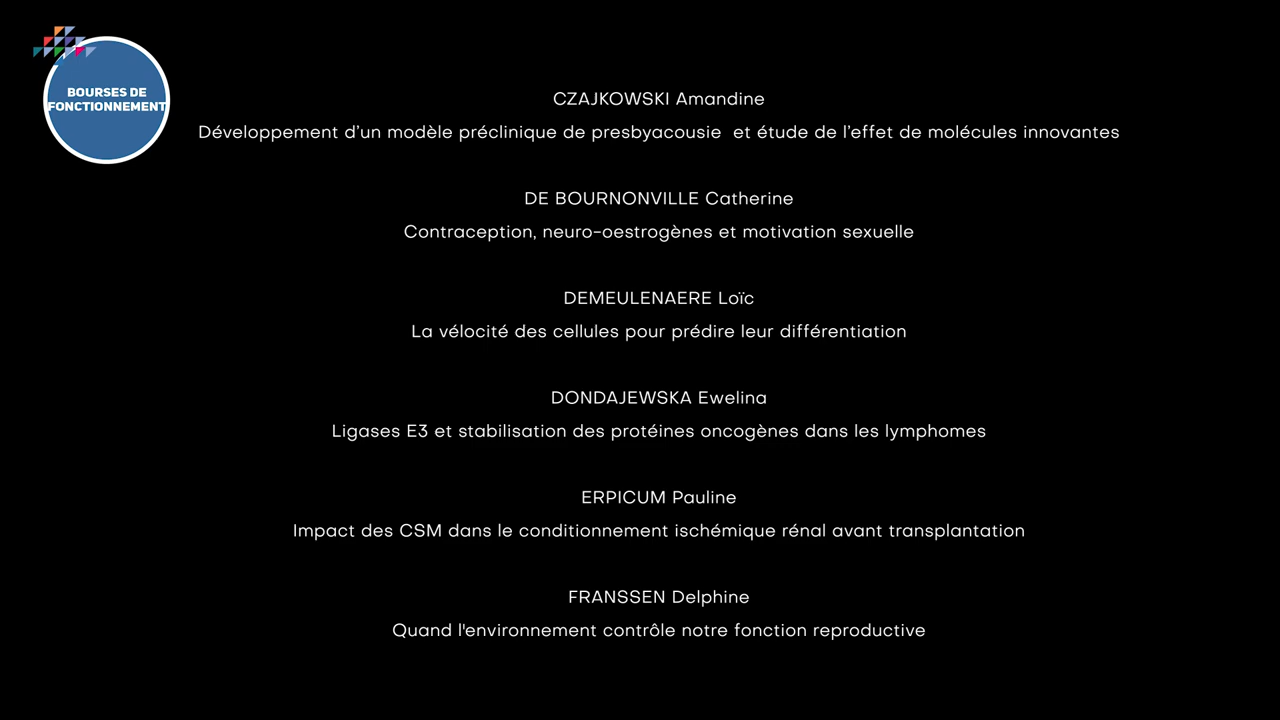 BOURSES DE
FONCTIONNEMENT
CZAJKOWSKI Amandine
Développement d’un modèle préclinique de presbyacousie  et étude de l’effet de molécules innovantes
DE BOURNONVILLE Catherine
Contraception, neuro-oestrogènes et motivation sexuelle
DEMEULENAERE Loïc
La vélocité des cellules pour prédire leur différentiation
DONDAJEWSKA Ewelina
Ligases E3 et stabilisation des protéines oncogènes dans les lymphomes
ERPICUM Pauline
Impact des CSM dans le conditionnement ischémique rénal avant transplantation
FRANSSEN Delphine
Quand l'environnement contrôle notre fonction reproductive